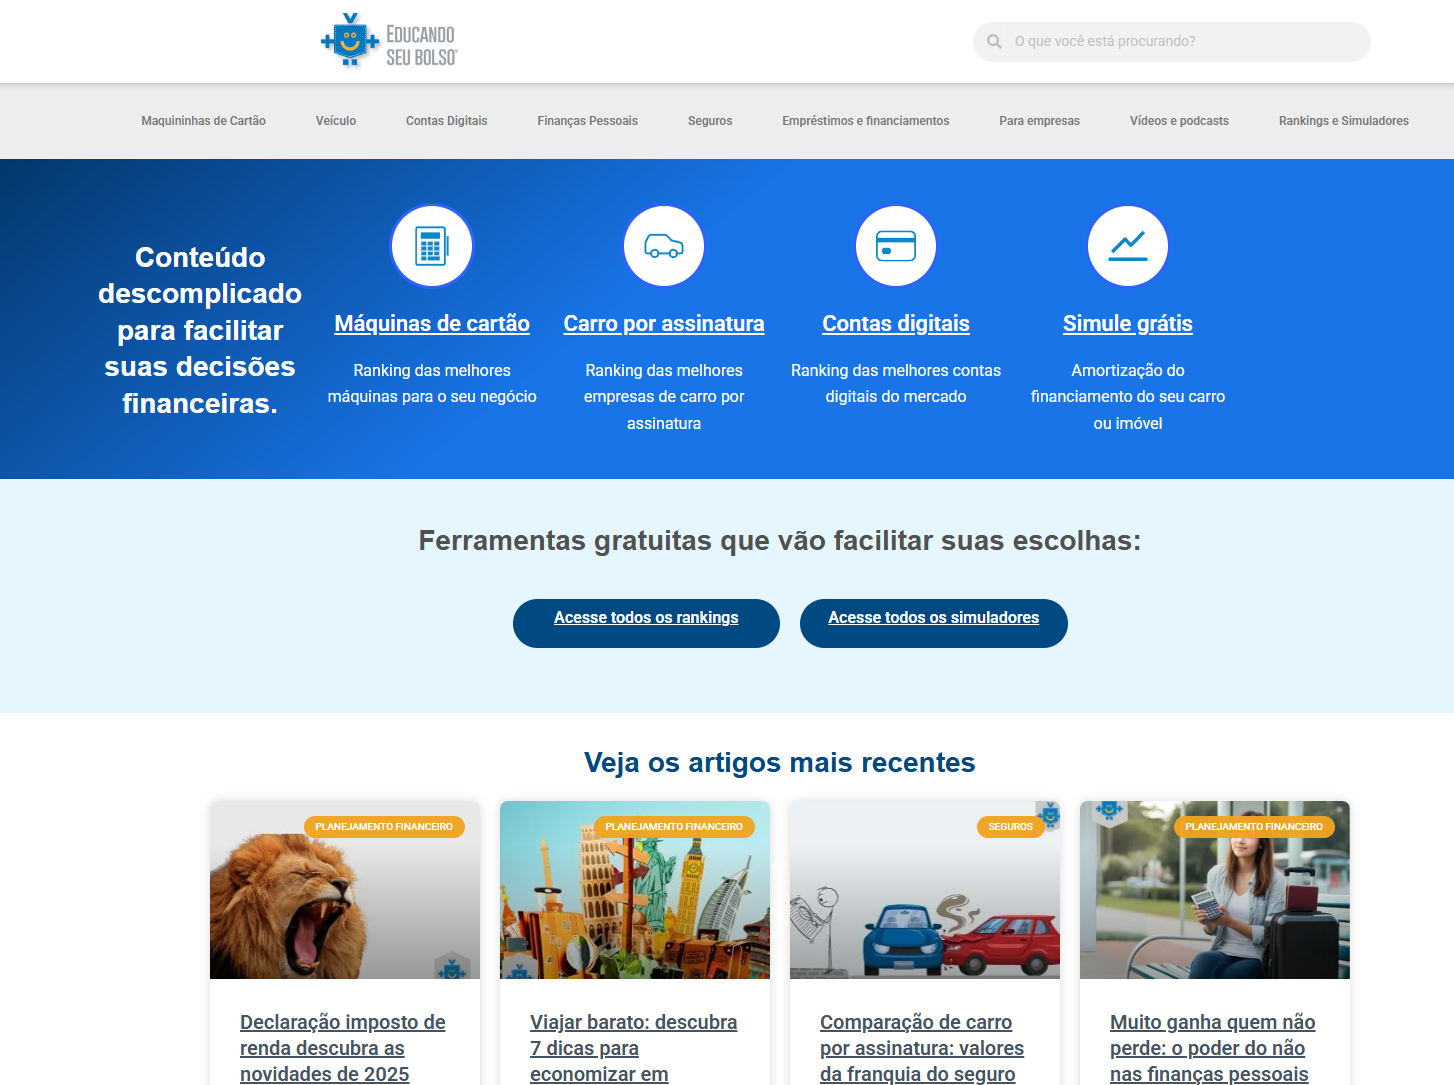 EDUCANDO
SEU BOLSO
O que você está procurando?
Maquininhas de Cartão
Veículo
Contas Digitais
Finanças Pessoais
Seguros
Empréstimos e financiamentos
Para empresas
Vídeos e podcasts
Rankings e Simuladores
Conteúdo
descomplicado
para facilitar
suas decisões
financeiras.
Máquinas de cartão
Ranking das melhores
máquinas para o seu negócio
Carro por assinatura
Ranking das melhores
empresas de carro por
assinatura
Contas digitais
Ranking das melhores contas
digitais do mercado
Simule grátis
Amortização do
financiamento do seu carro
ou imóvel
Ferramentas gratuitas que vão facilitar suas escolhas:
Acesse todos os rankings
Acesse todos os simuladores
Veja os artigos mais recentes
PLANEJAMENTO FINANCEIRO
Declaração imposto de
renda descubra as
novidades de 2025
PLANEJAMENTO FINANCEIRO
Viajar barato: descubra
7 dicas para
economizar em
SEGUROS
Comparação de carro
por assinatura: valores
da franquia do seguro
PLANEJAMENTO FINANCEIRO
Muito ganha quem não
perde: o poder do não
nas finanças pessoais